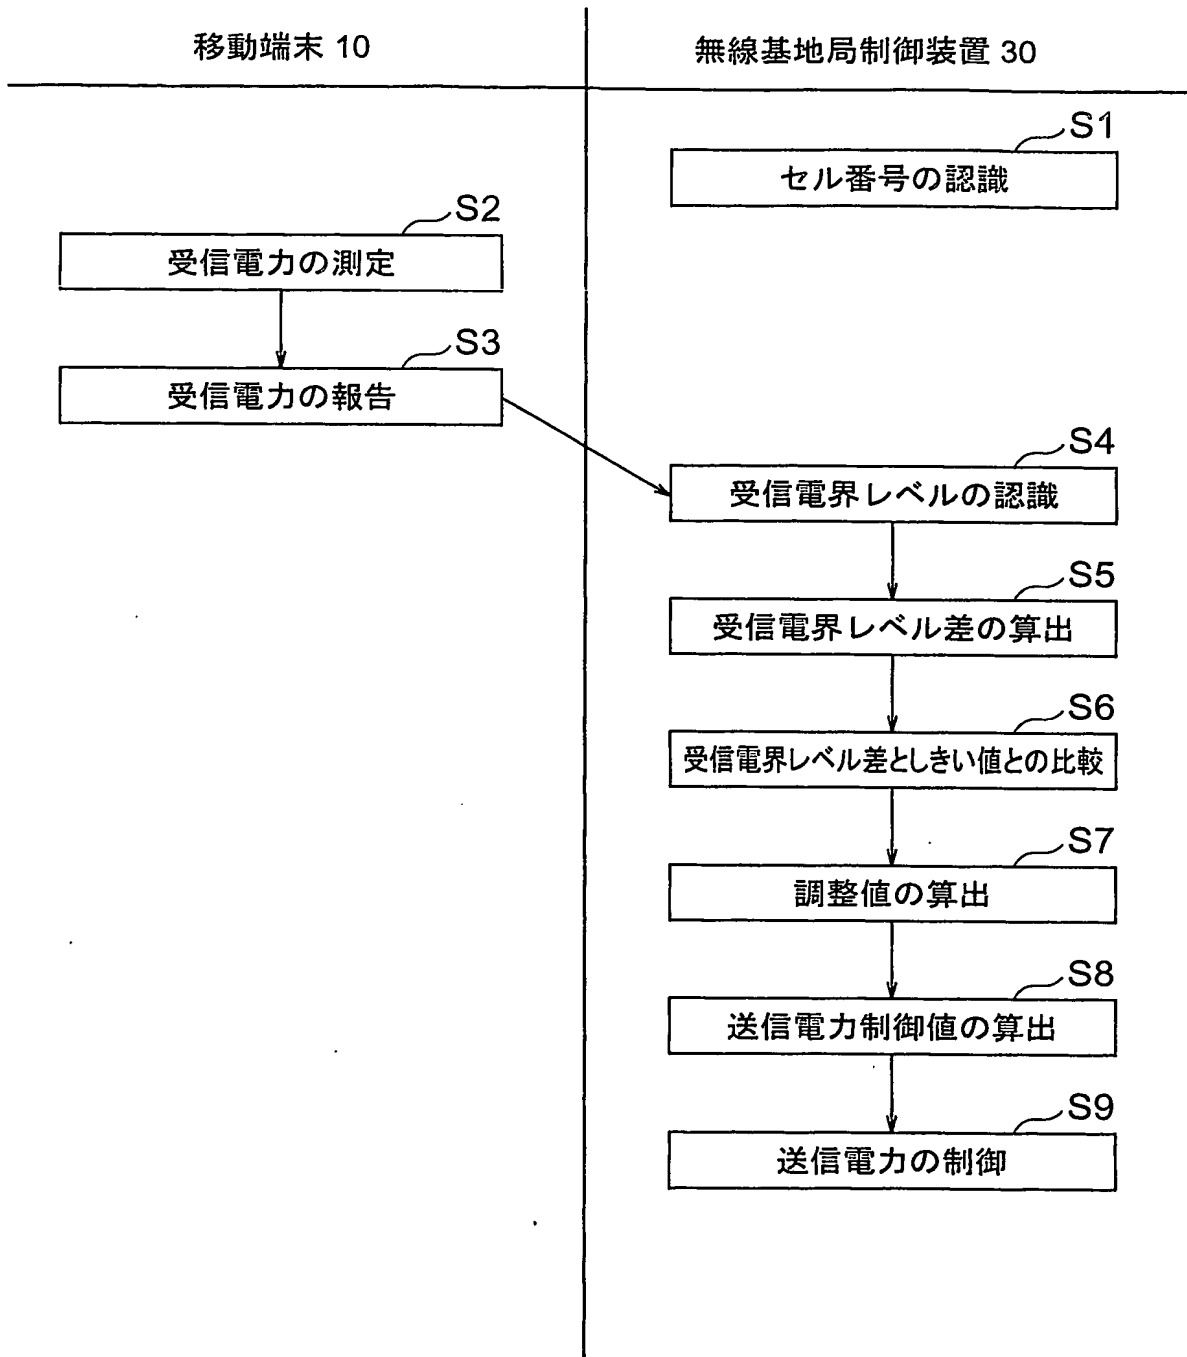 移動端末 10
無線基地局制御装置 30
S1
セル番号の認識
S2
受信電力の測定
S3
受信電力の報告
S4
受信電界レベルの認識
S5
受信電界レベル差の算出
S6
受信電界レベル差としきい値との比較
S7
調整値の算出
S8
送信電力制御値の算出
S9
送信電力の制御